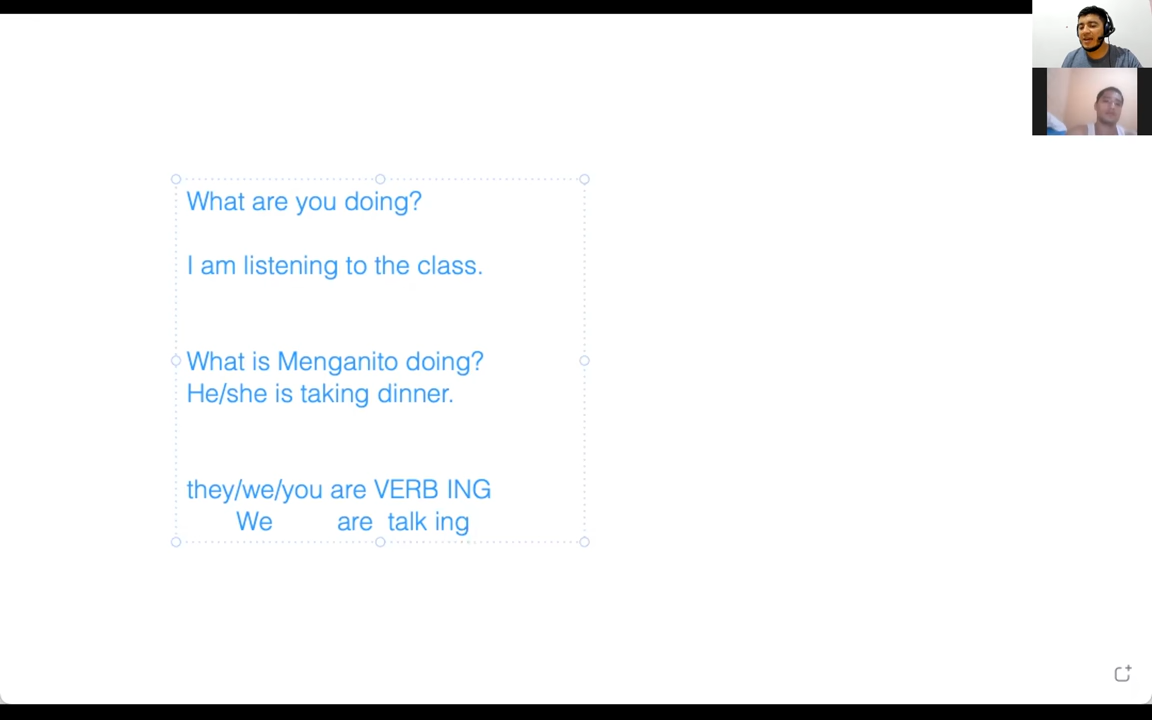 What are you doing?
I am listening to the class.
What is Menganito doing?
He/she is taking dinner.
they/we/you are VERB ING
We are talk ing